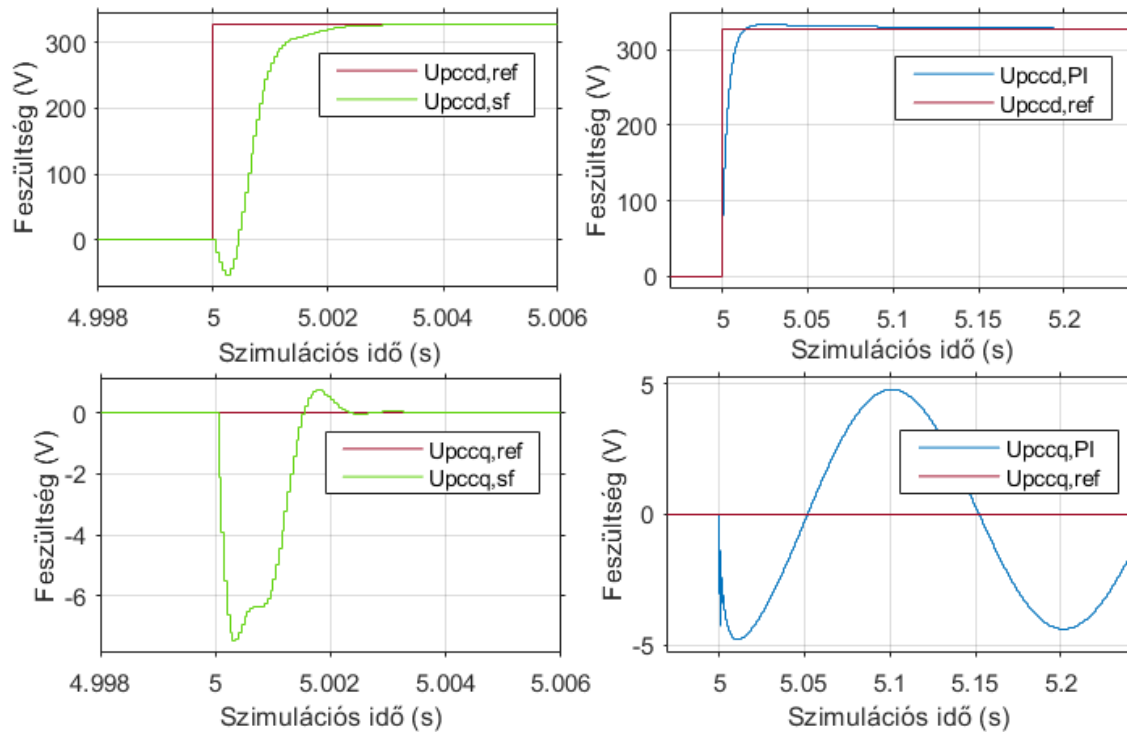 Feszültség (V)
300
200
100
0
Upccd,ref
Upccd,sf
4.998
5
5.002
5.004
5.006
Szimulációs idő (s)
Feszültség (V)
300
200
100
0
Upccd,PI
Upccd,ref
5
5.05
5.1
5.15
5.2
Szimulációs idő (s)
Feszültség (V)
0
-2
-4
-6
Upccq,ref
Upccq,sf
4.998
5
5.002
5.004
5.006
Szimulációs idő (s)
Feszültség (V)
5
0
-5
Upccq,PI
Upccq,ref
5
5.05
5.1
5.15
5.2
Szimulációs idő (s)